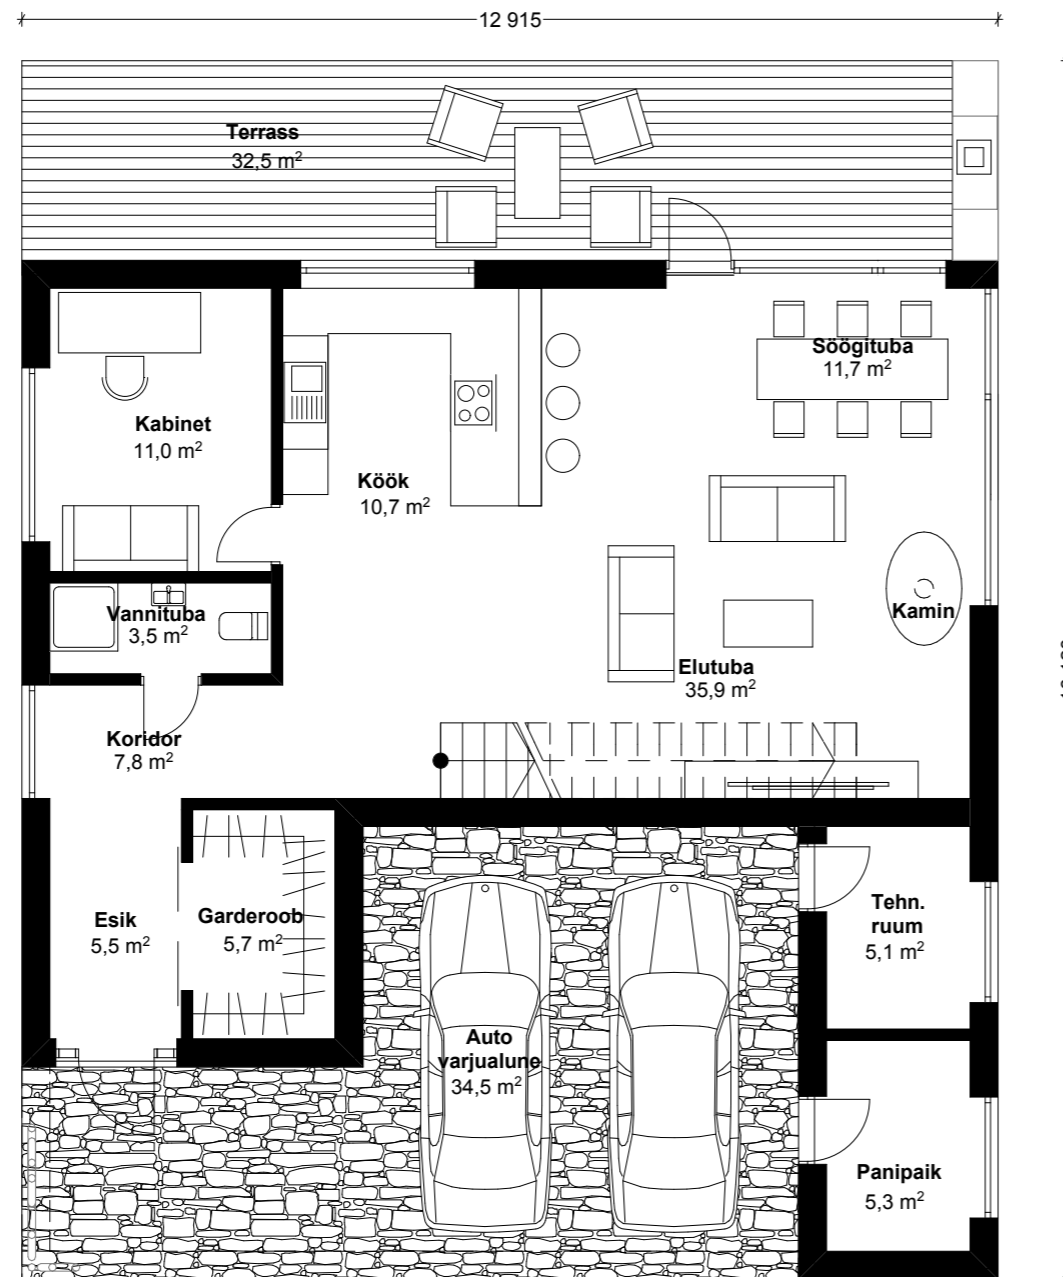 12 915
Terrass
32,5 m²
Söögituba
11,7 m²
Kabinet
11,0 m²
Köök
10,7 m²
Vannituba
3,5 m²
Kamin
Elutuba
35,9 m²
Koridor
7,8 m²
Esik
5,5 m²
Garderoob
5,7 m²
Tehn.
ruum
5,1 m²
Auto
varjualune
34,5 m²
Panipaik
5,3 m²